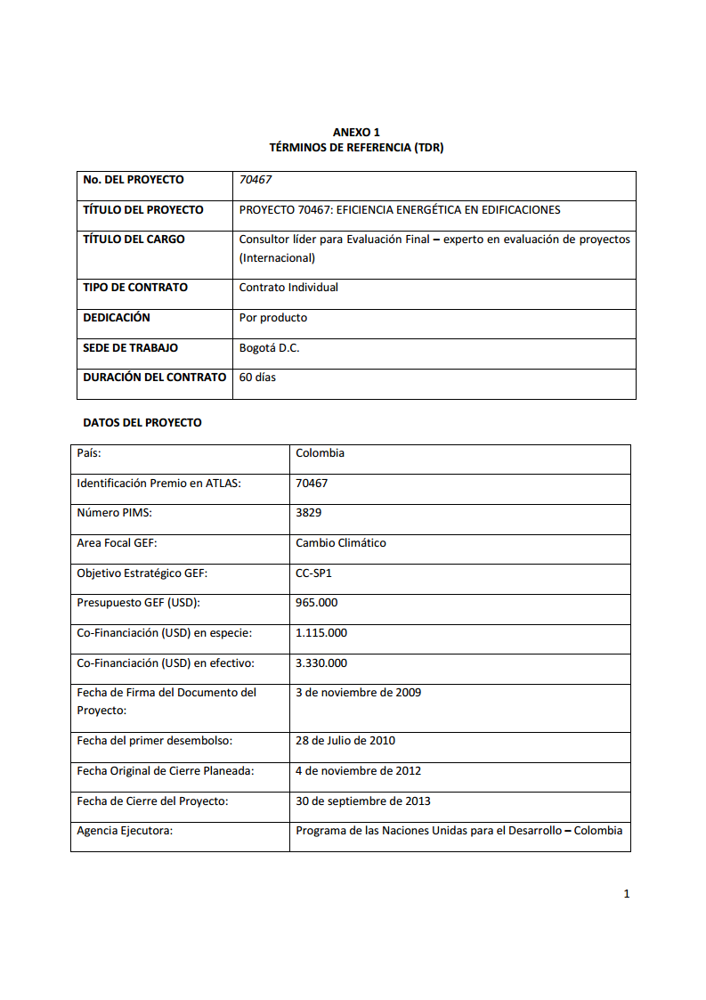 ANEXO 1
TÉRMINOS DE REFERENCIA (TDR)
No. DEL PROYECTO 70467
TÍTULO DEL PROYECTO PROYECTO 70467: EFICIENCIA ENERGÉTICA EN EDIFICACIONES
TÍTULO DEL CARGO Consultor líder para Evaluación Final – experto en evaluación de proyectos
(Internacional)
TIPO DE CONTRATO Contrato Individual
DEDICACIÓN Por producto
SEDE DE TRABAJO Bogotá D.C.
DURACIÓN DEL CONTRATO 60 días
DATOS DEL PROYECTO
País: Colombia
Identificación Premio en ATLAS: 70467
Número PIMS: 3829
Area Focal GEF: Cambio Climático
Objetivo Estratégico GEF: CC-SP1
Presupuesto GEF (USD): 965.000
Co-Financiación (USD) en especie: 1.115.000
Co-Financiación (USD) en efectivo: 3.330.000
Fecha de Firma del Documento del 3 de noviembre de 2009
Proyecto:
Fecha del primer desembolso: 28 de Julio de 2010
Fecha Original de Cierre Planeada: 4 de noviembre de 2012
Fecha de Cierre del Proyecto: 30 de septiembre de 2013
Agencia Ejecutora: Programa de las Naciones Unidas para el Desarrollo – Colombia
1